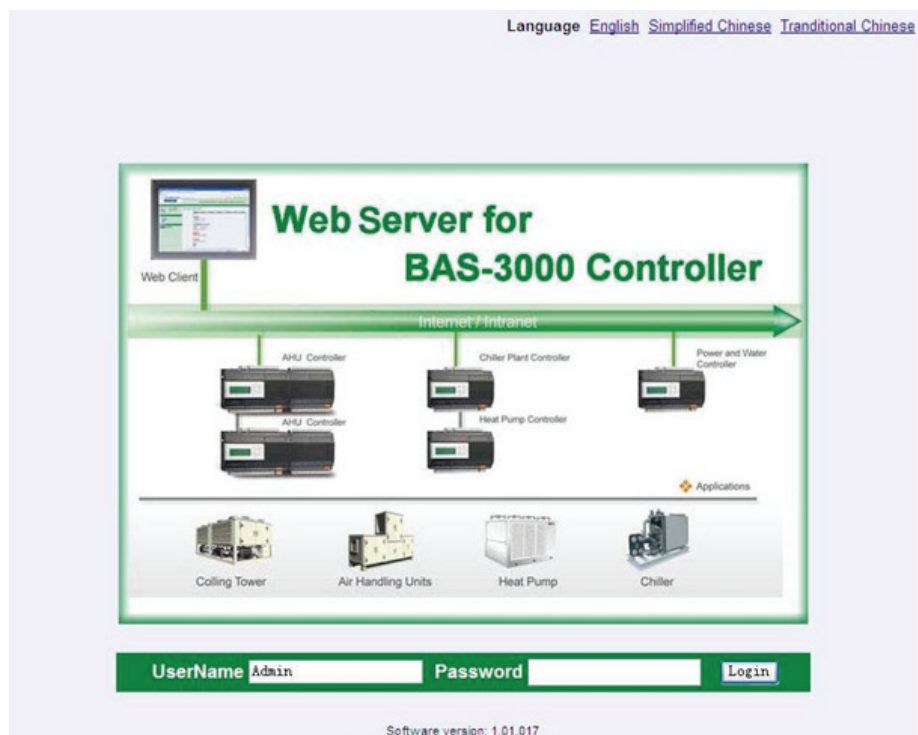 Language English Simplified Chinese Tranditional Chinese
Web Server for
BAS-3000 Controller
Web Client
Internet / Intranet
AHU Controller
Chiller Plant Controller
Power and Water
Controller
AHU Controller
Heat Pump Controller
Applications
Colling Tower
Air Handling Units
Heat Pump
Chiller
UserName Admin Password Login
Software version: 1.01.017